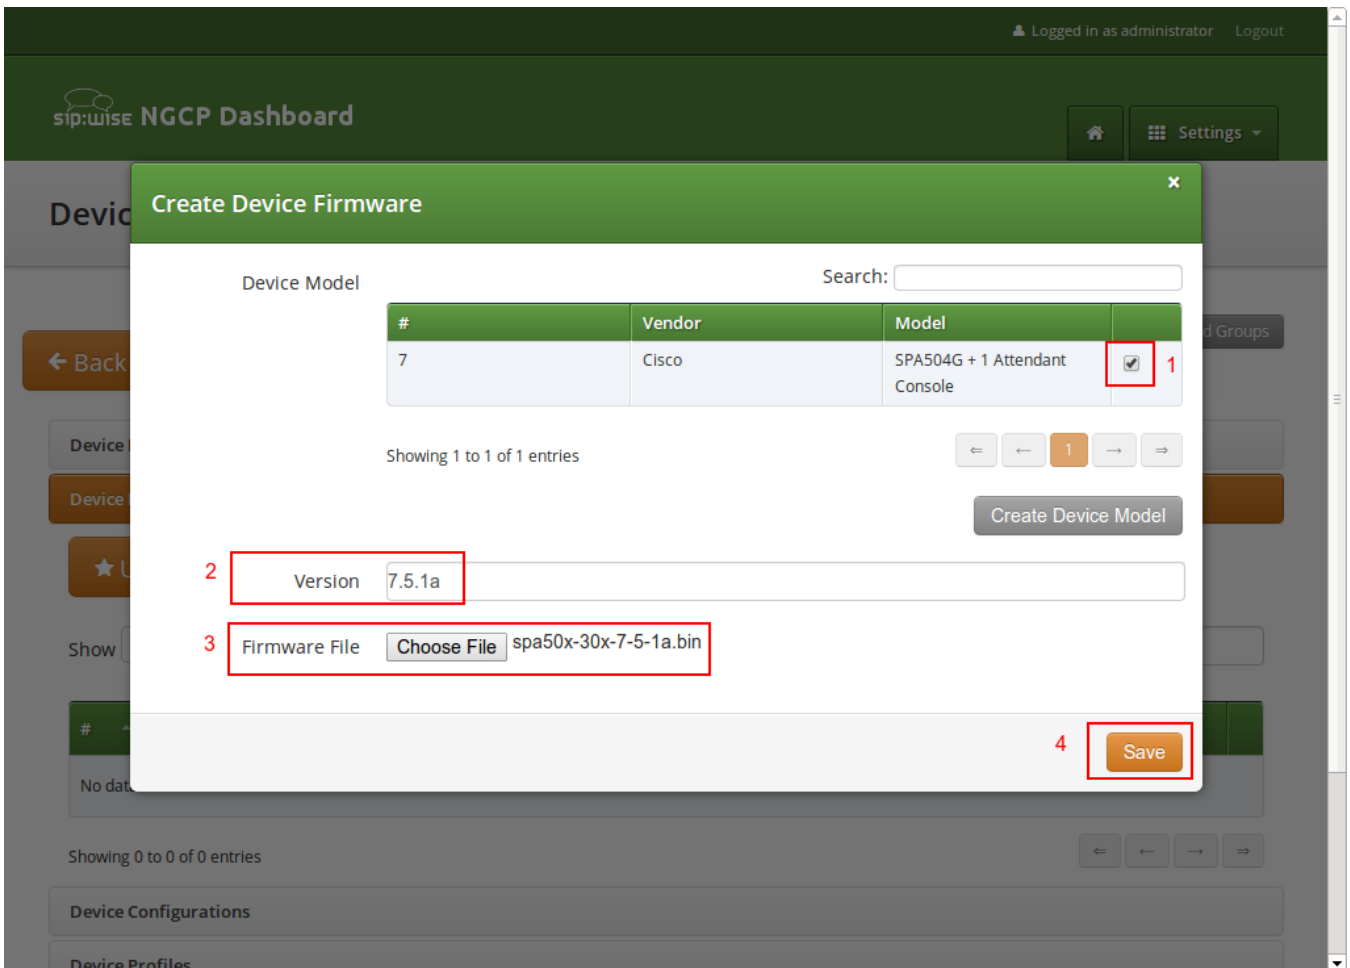 Logged in as administrator Logout
sip:wise NGCP Dashboard
Settings
Devic
Create Device Firmware
×
Device Model
Search:
# Vendor Model
7 Cisco SPA504G + 1 Attendant
Console
1
d Groups
← Back
Device
Showing 1 to 1 of 1 entries
⇐ ← 1 → ⇒
Device
Create Device Model
U
2 Version 7.5.1a
3 Firmware File Choose File spa50x-30x-7-5-1a.bin
Show
#
4 Save
No dat
Showing 0 to 0 of 0 entries
⇐ ← → ⇒
Device Configurations
Device Profiles